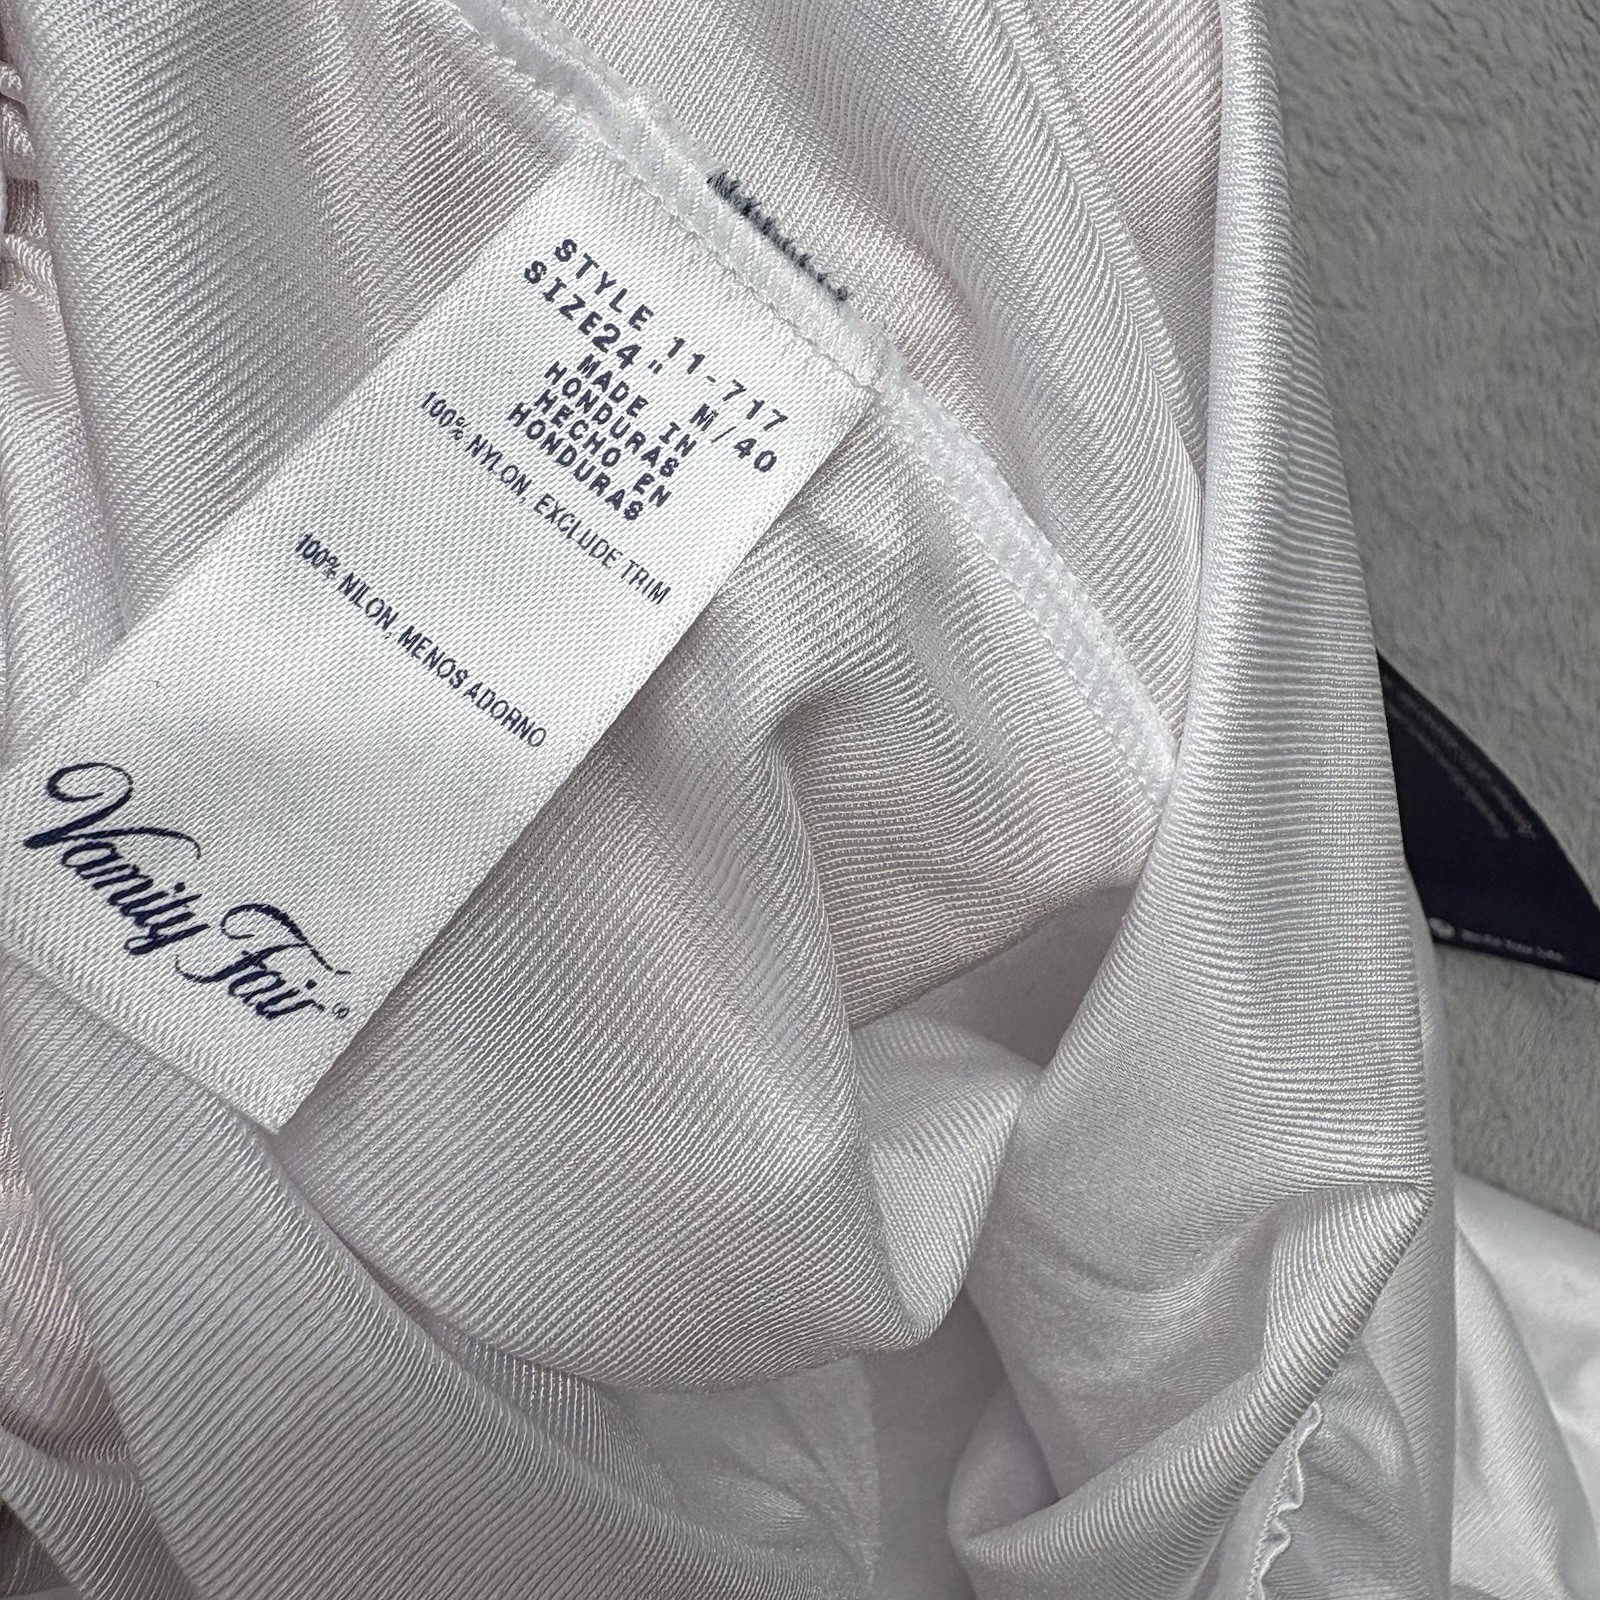 STYLE 11-717
SIZE24" M/40
MADE IN
HONDURAS
HECHO EN
HONDURAS
100% NYLON, EXCLUDE TRIM
100% NILON, MENOS ADORNO
Vanity Fair®